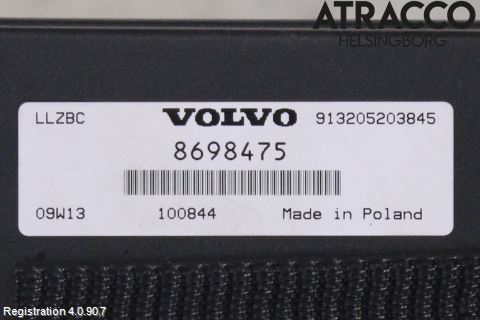 ATRACCO
HELSINGBORG
LLZBC VOLVO 913205203845
8698475
09W13 100844 Made in Poland
Registration 4.0.90.7